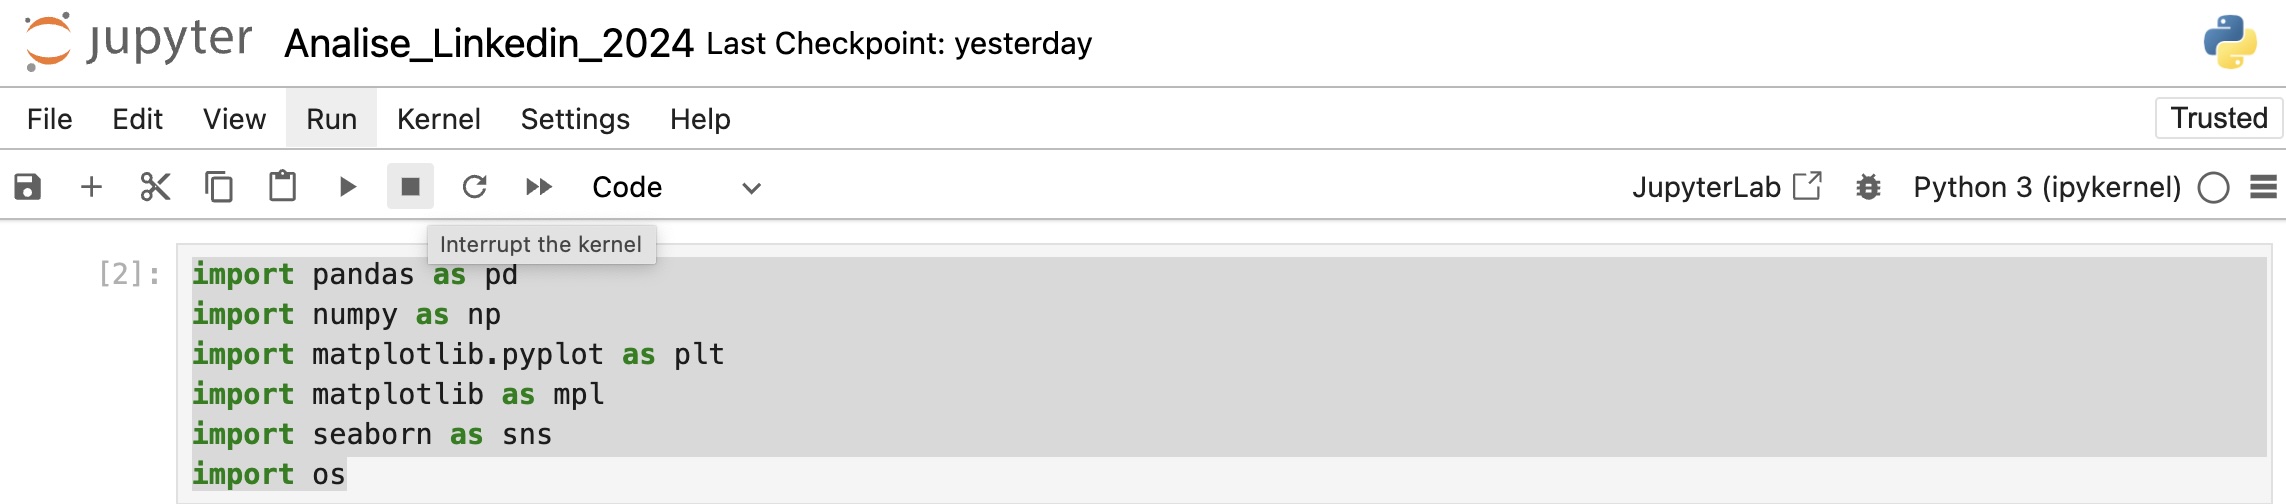 jupyter Analise_Linkedin_2024 Last Checkpoint: yesterday
File Edit View Run Kernel Settings Help Trusted
Code JupyterLab Python 3 (ipykernel)
Interrupt the kernel
[2]: import pandas as pd
import numpy as np
import matplotlib.pyplot as plt
import matplotlib as mpl
import seaborn as sns
import os